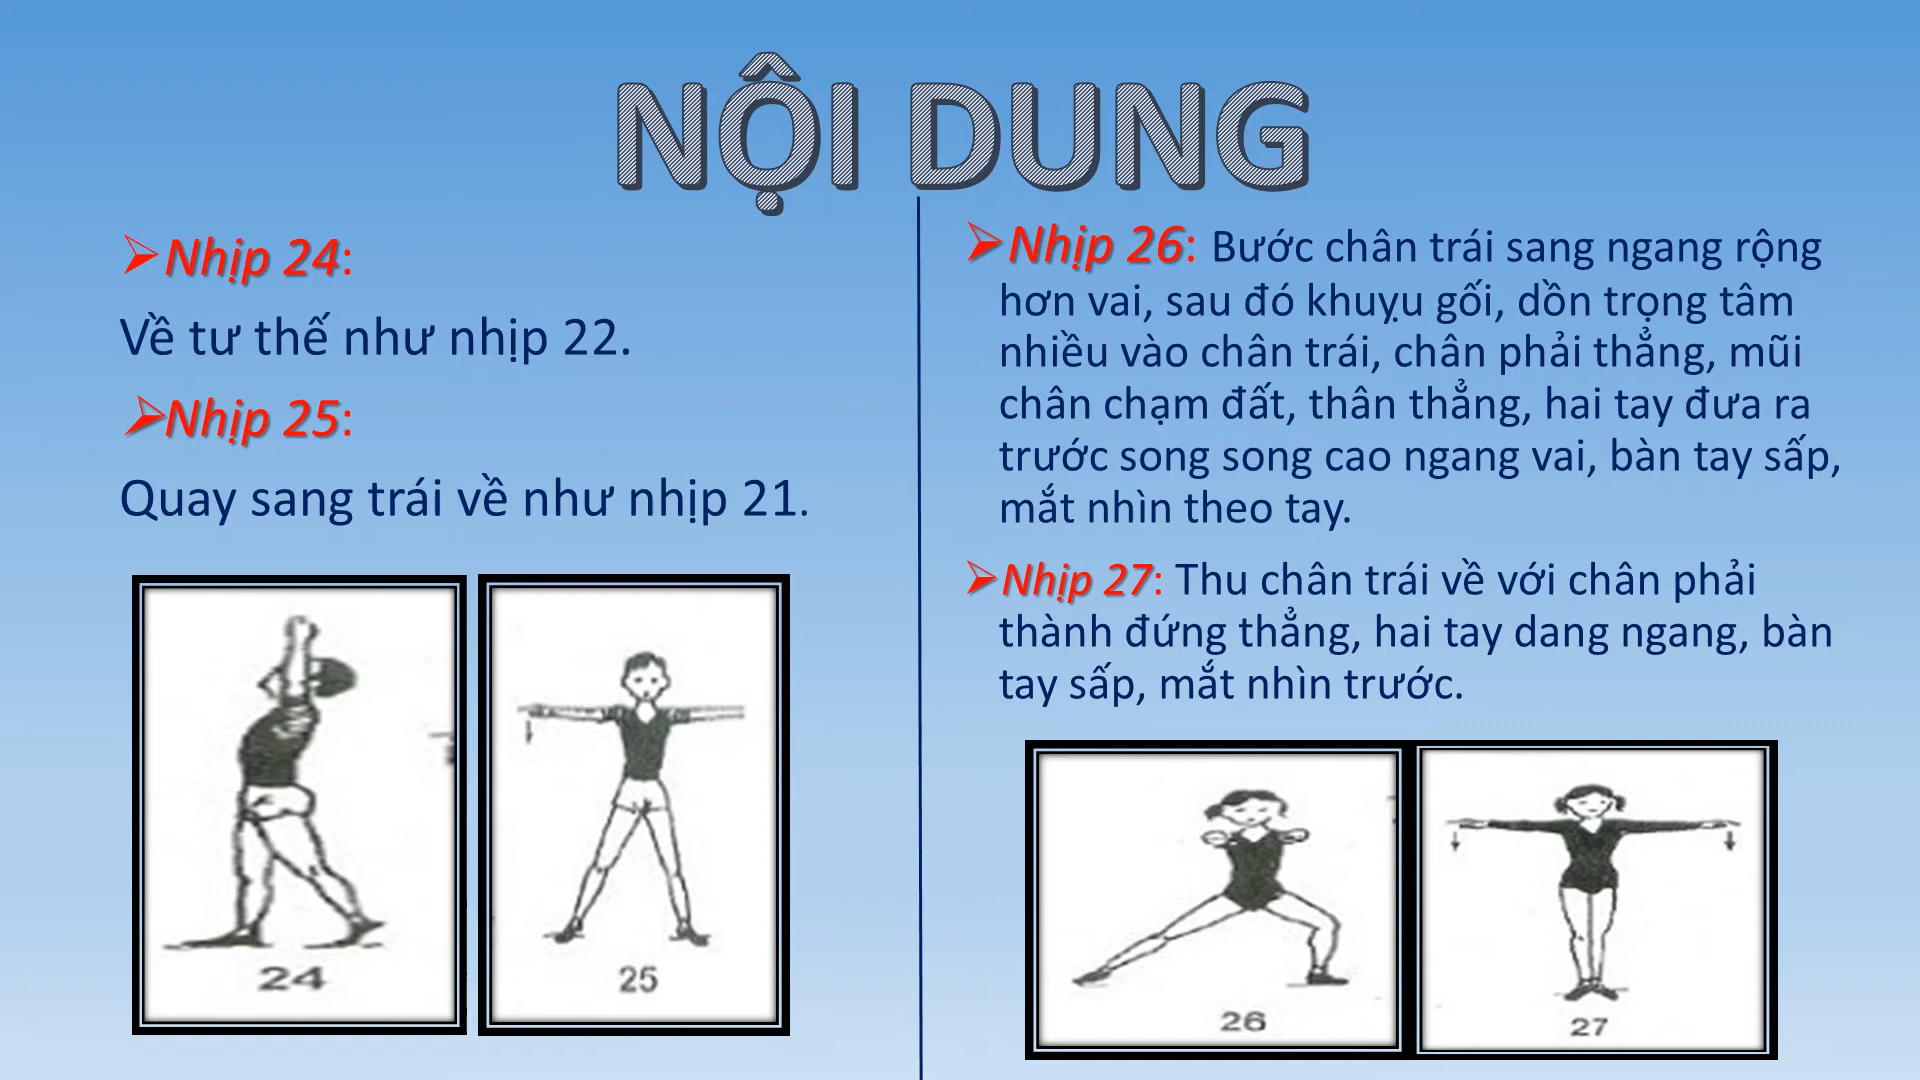 NỘI DUNG
Nhịp 24:
Về tư thế như nhịp 22.
Nhịp 25:
Quay sang trái về như nhịp 21.
24
25
Nhịp 26: Bước chân trái sang ngang rộng
hơn vai, sau đó khuỵu gối, dồn trọng tâm
nhiều vào chân trái, chân phải thẳng, mũi
chân chạm đất, thân thẳng, hai tay đưa ra
trước song song cao ngang vai, bàn tay sấp,
mắt nhìn theo tay.
Nhịp 27: Thu chân trái về với chân phải
thành đứng thẳng, hai tay dang ngang, bàn
tay sấp, mắt nhìn trước.
26
27